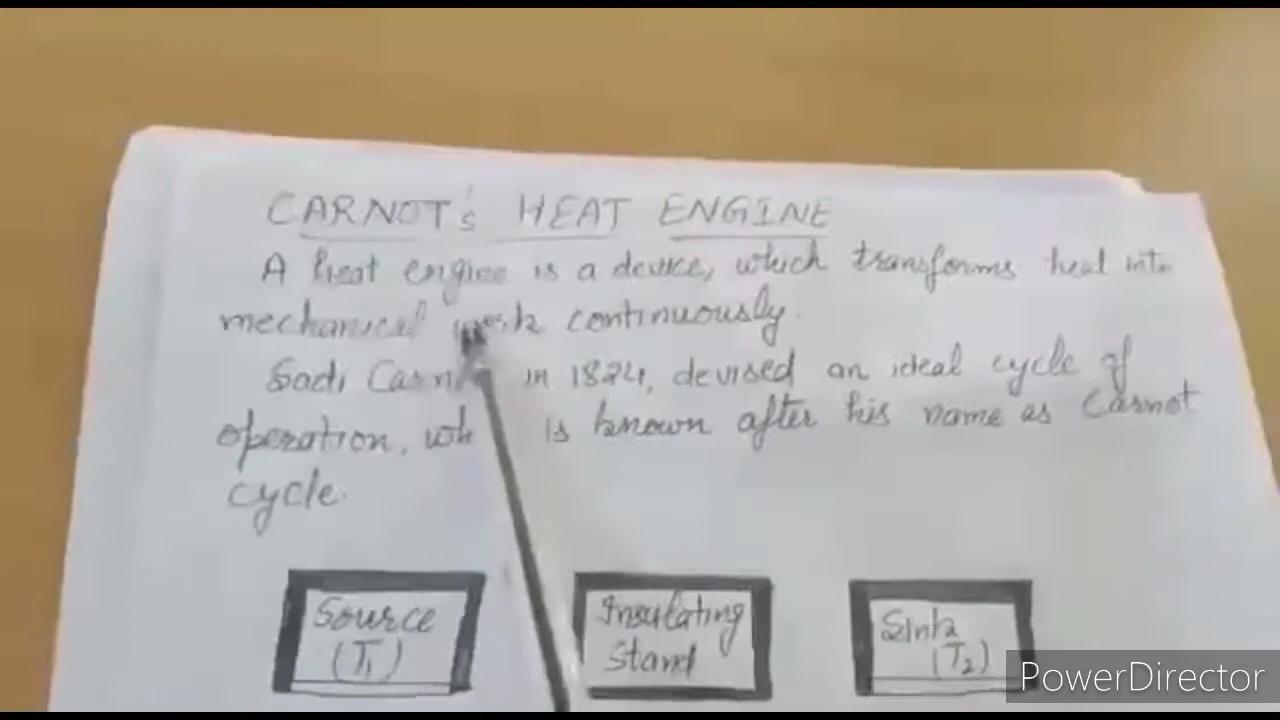 CARNOT's HEAT ENGINE
A heat engine is a device, which transforms heat into
mechanical work continuously.
Sadi Carnot in 1824, devised an ideal cycle of
operation, is known after his name as Carnot
cycle.
Source Insulating Sink
(T1) Stand (T2)
PowerDirector